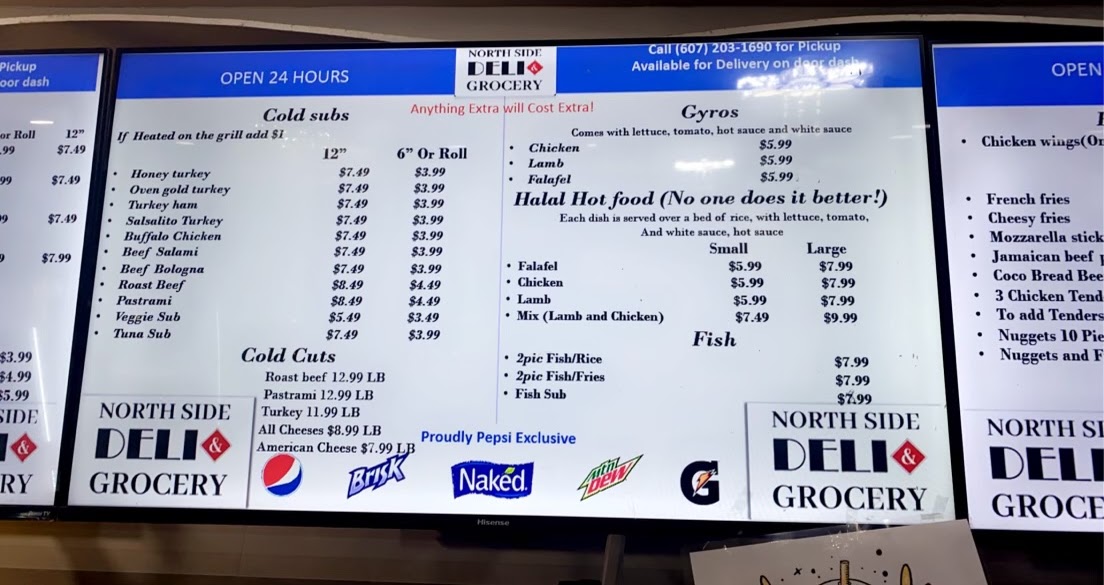 Pickup
oor dash
or Roll 12”
.99 $7.49
99 $7.49
$7.49
$7.99
$3.99
$4.99
$5.99
SIDE
&
RY
OPEN 24 HOURS
NORTH SIDE
DELI &
GROCERY
Call (607) 203-1690 for Pickup
Available for Delivery on door dash
Anything Extra will Cost Extra!
Cold subs
If Heated on the grill add $1
12” 6” Or Roll
• Honey turkey $7.49 $3.99
• Oven gold turkey $7.49 $3.99
• Turkey ham $7.49 $3.99
• Salsalito Turkey $7.49 $3.99
• Buffalo Chicken $7.49 $3.99
• Beef Salami $7.49 $3.99
• Beef Bologna $7.49 $3.99
• Roast Beef $8.49 $4.49
• Pastrami $8.49 $4.49
• Veggie Sub $5.49 $3.49
• Tuna Sub $7.49 $3.99
Cold Cuts
Roast beef 12.99 LB
Pastrami 12.99 LB
Turkey 11.99 LB
All Cheeses $8.99 LB
American Cheese $7.99 LB
Gyros
Comes with lettuce, tomato, hot sauce and white sauce
• Chicken $5.99
• Lamb $5.99
• Falafel $5.99
Halal Hot food (No one does it better!)
Each dish is served over a bed of rice, with lettuce, tomato,
And white sauce, hot sauce
Small Large
• Falafel $5.99 $7.99
• Chicken $5.99 $7.99
• Lamb $5.99 $7.99
• Mix (Lamb and Chicken) $7.49 $9.99
Fish
• 2pic Fish/Rice $7.99
• 2pic Fish/Fries $7.99
• Fish Sub $7.99
NORTH SIDE
DELI &
GROCERY
Proudly Pepsi Exclusive
BRISK
Naked
Mtn DEW
G
NORTH SIDE
DELI &
GROCERY
Hisense
OPEN
• Chicken wings(Or
• French fries
• Cheesy fries
• Mozzarella stick
• Jamaican beef
• Coco Bread Bee
• 3 Chicken Tend
• To add Tenders
• Nuggets 10 Pie
• Nuggets and F
NORTH SI
DELI
GROCE